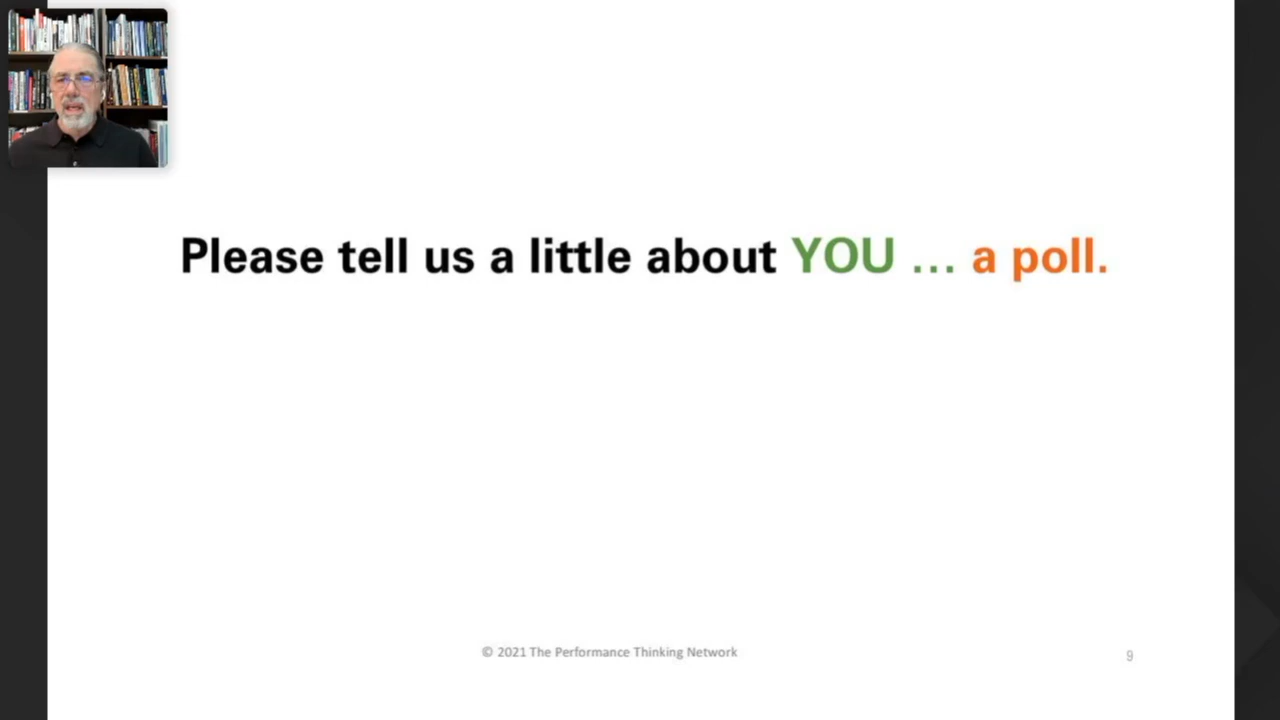 Please tell us a little about YOU ... a poll.
© 2021 The Performance Thinking Network
9